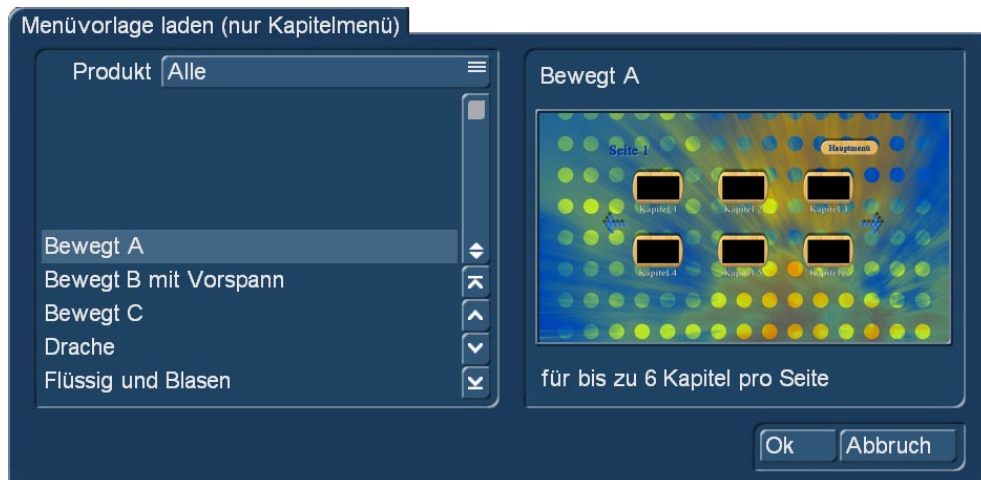 Menüvorlage laden (nur Kapitelmenü)
Produkt Alle
Bewegt A
Bewegt B mit Vorspann
Bewegt C
Drache
Flüssig und Blasen
Bewegt A
Seite 1
Hauptmenü
Kapitel 1 Kapitel 2 Kapitel 3
Kapitel 4 Kapitel 5 Kapitel 6
für bis zu 6 Kapitel pro Seite
Ok Abbruch